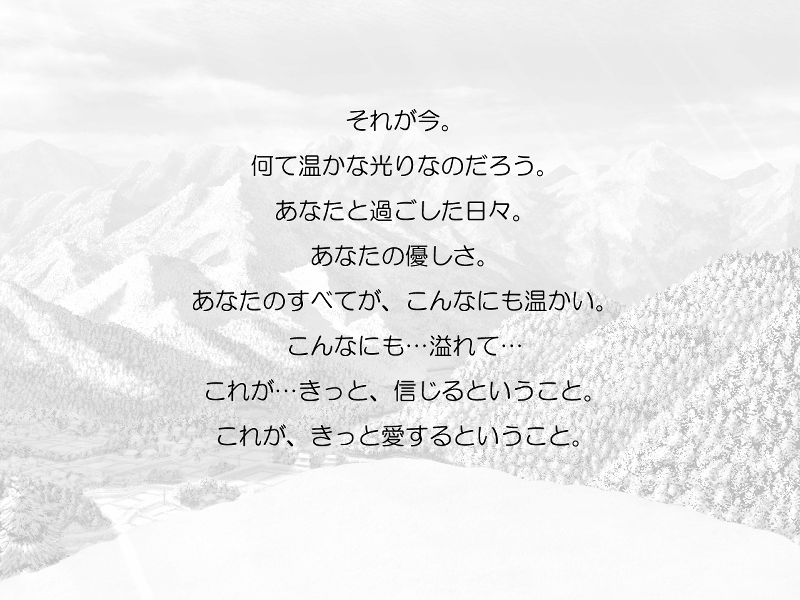 それが今。
何て温かな光りなのだろう。
あなたと過ごした日々。
あなたの優しさ。
あなたのすべてが、こんなにも温かい。
こんなにも…溢れて…
これが…きっと、信じるということ。
これが、きっと愛するということ。